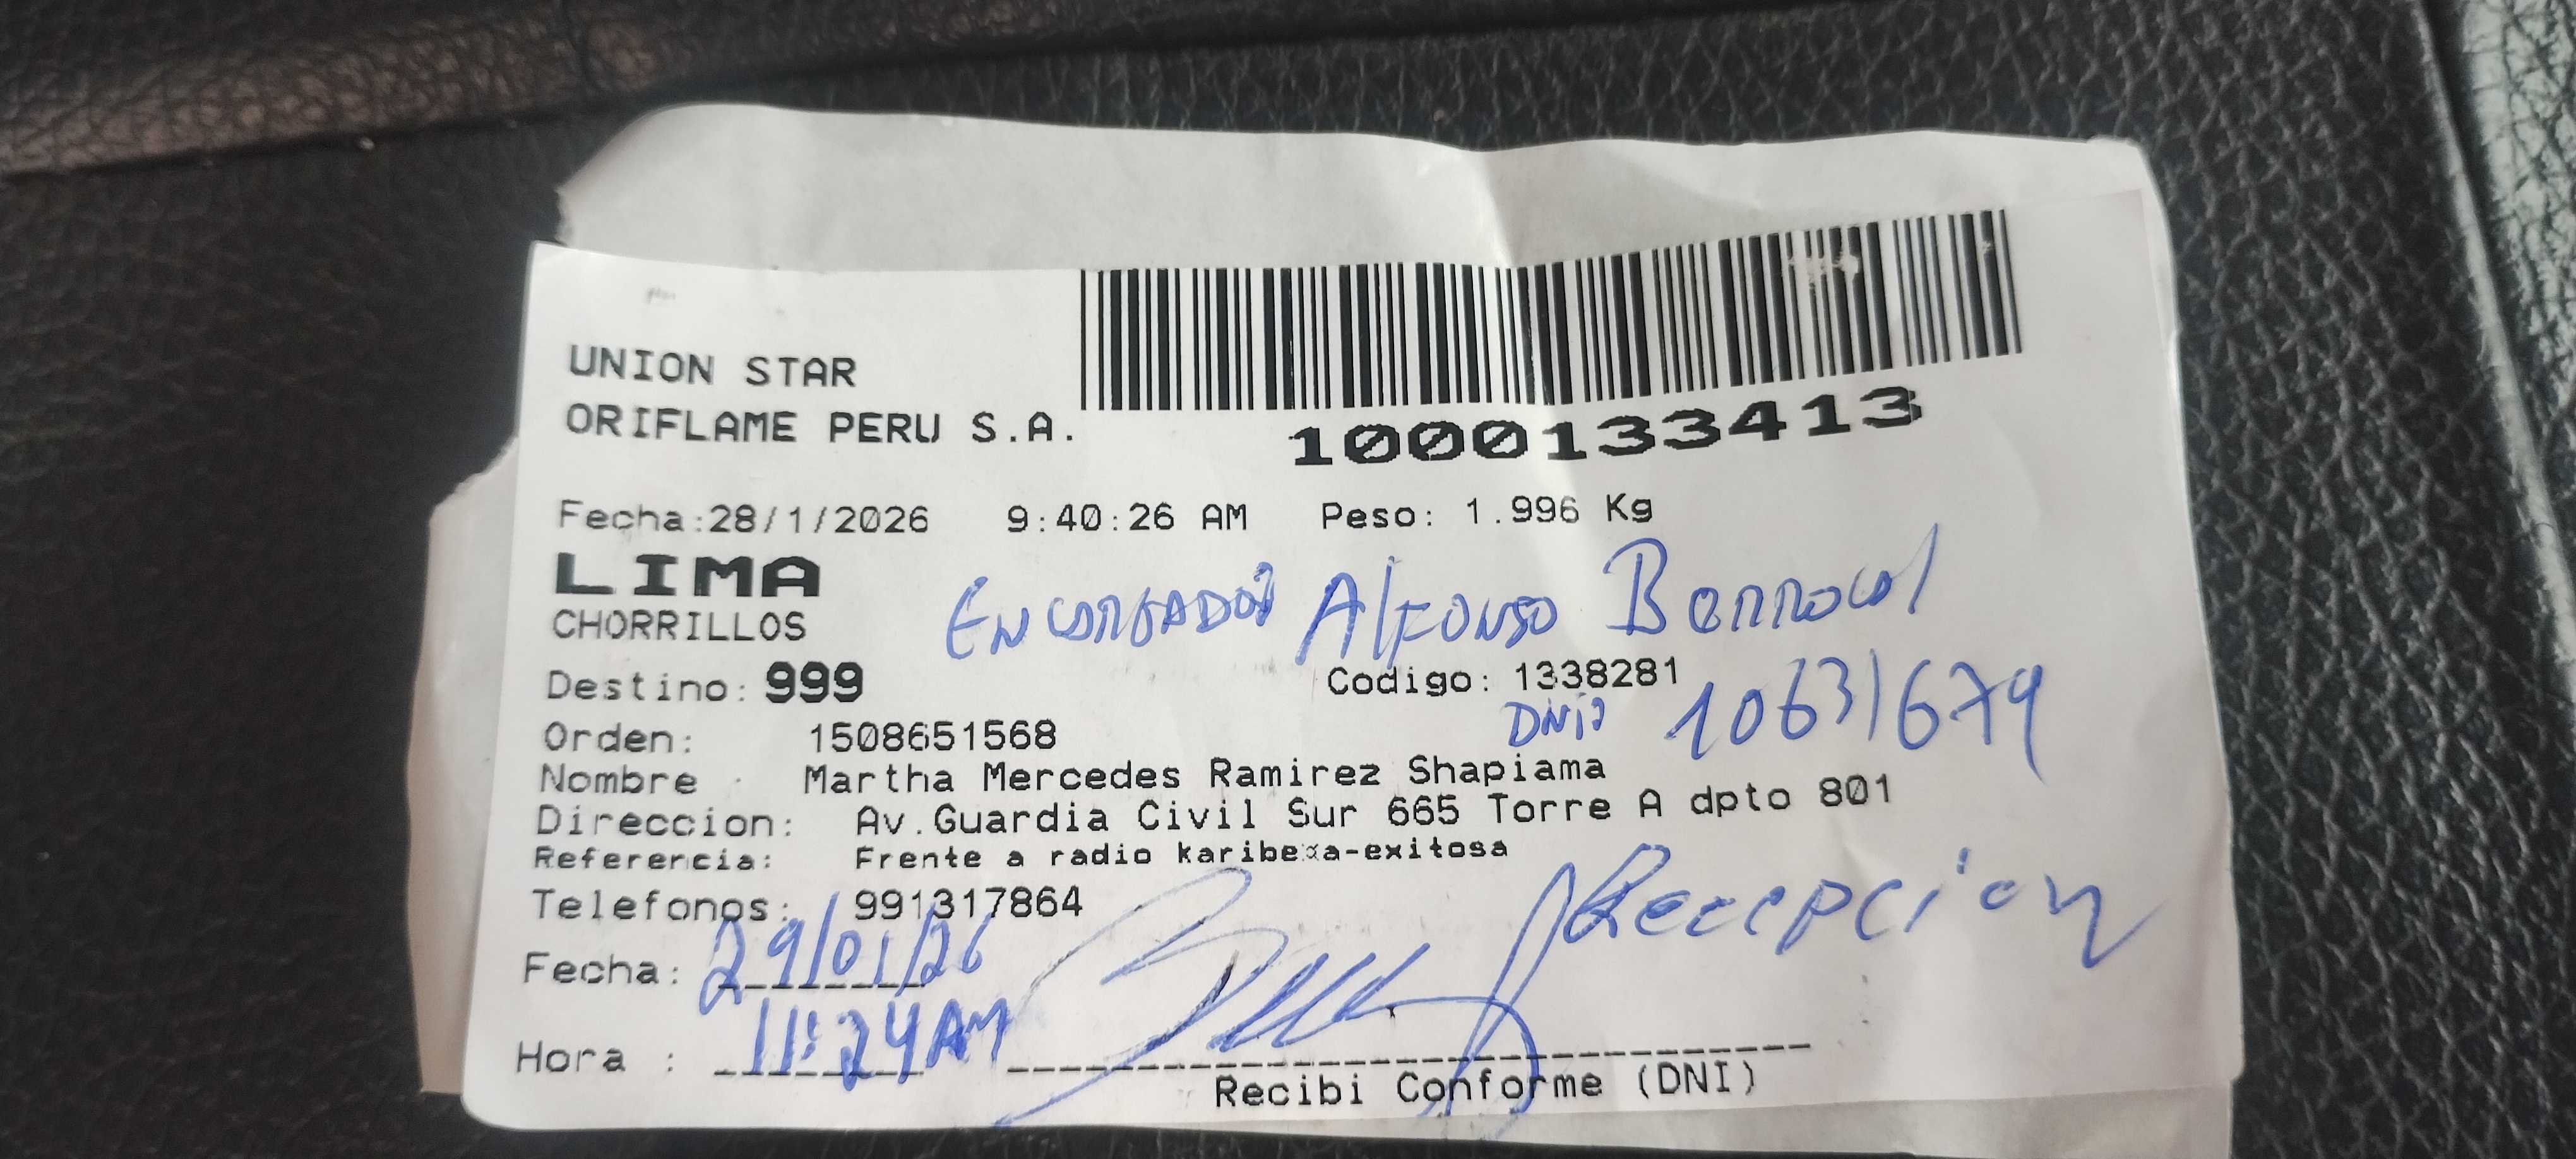 UNION STAR
ORIFLAME PERU S.A.
1000133413
Fecha:28/1/2026 9:40:26 AM Peso: 1.996 Kg
LIMA
CHORRILLOS
ENCARGADO: Alfonso Berrocal
Destino: 999 Codigo: 1338281
DNI: 10631679
Orden: 1508651568
Nombre : Martha Mercedes Ramirez Shapiama
Direccion: Av.Guardia Civil Sur 665 Torre A dpto 801
Referencia: Frente a radio karibexa-exitosa
Telefonos: 991317864
Recepcion
Fecha: 29/01/26
Hora : 11:24AM
Recibi Conforme (DNI)